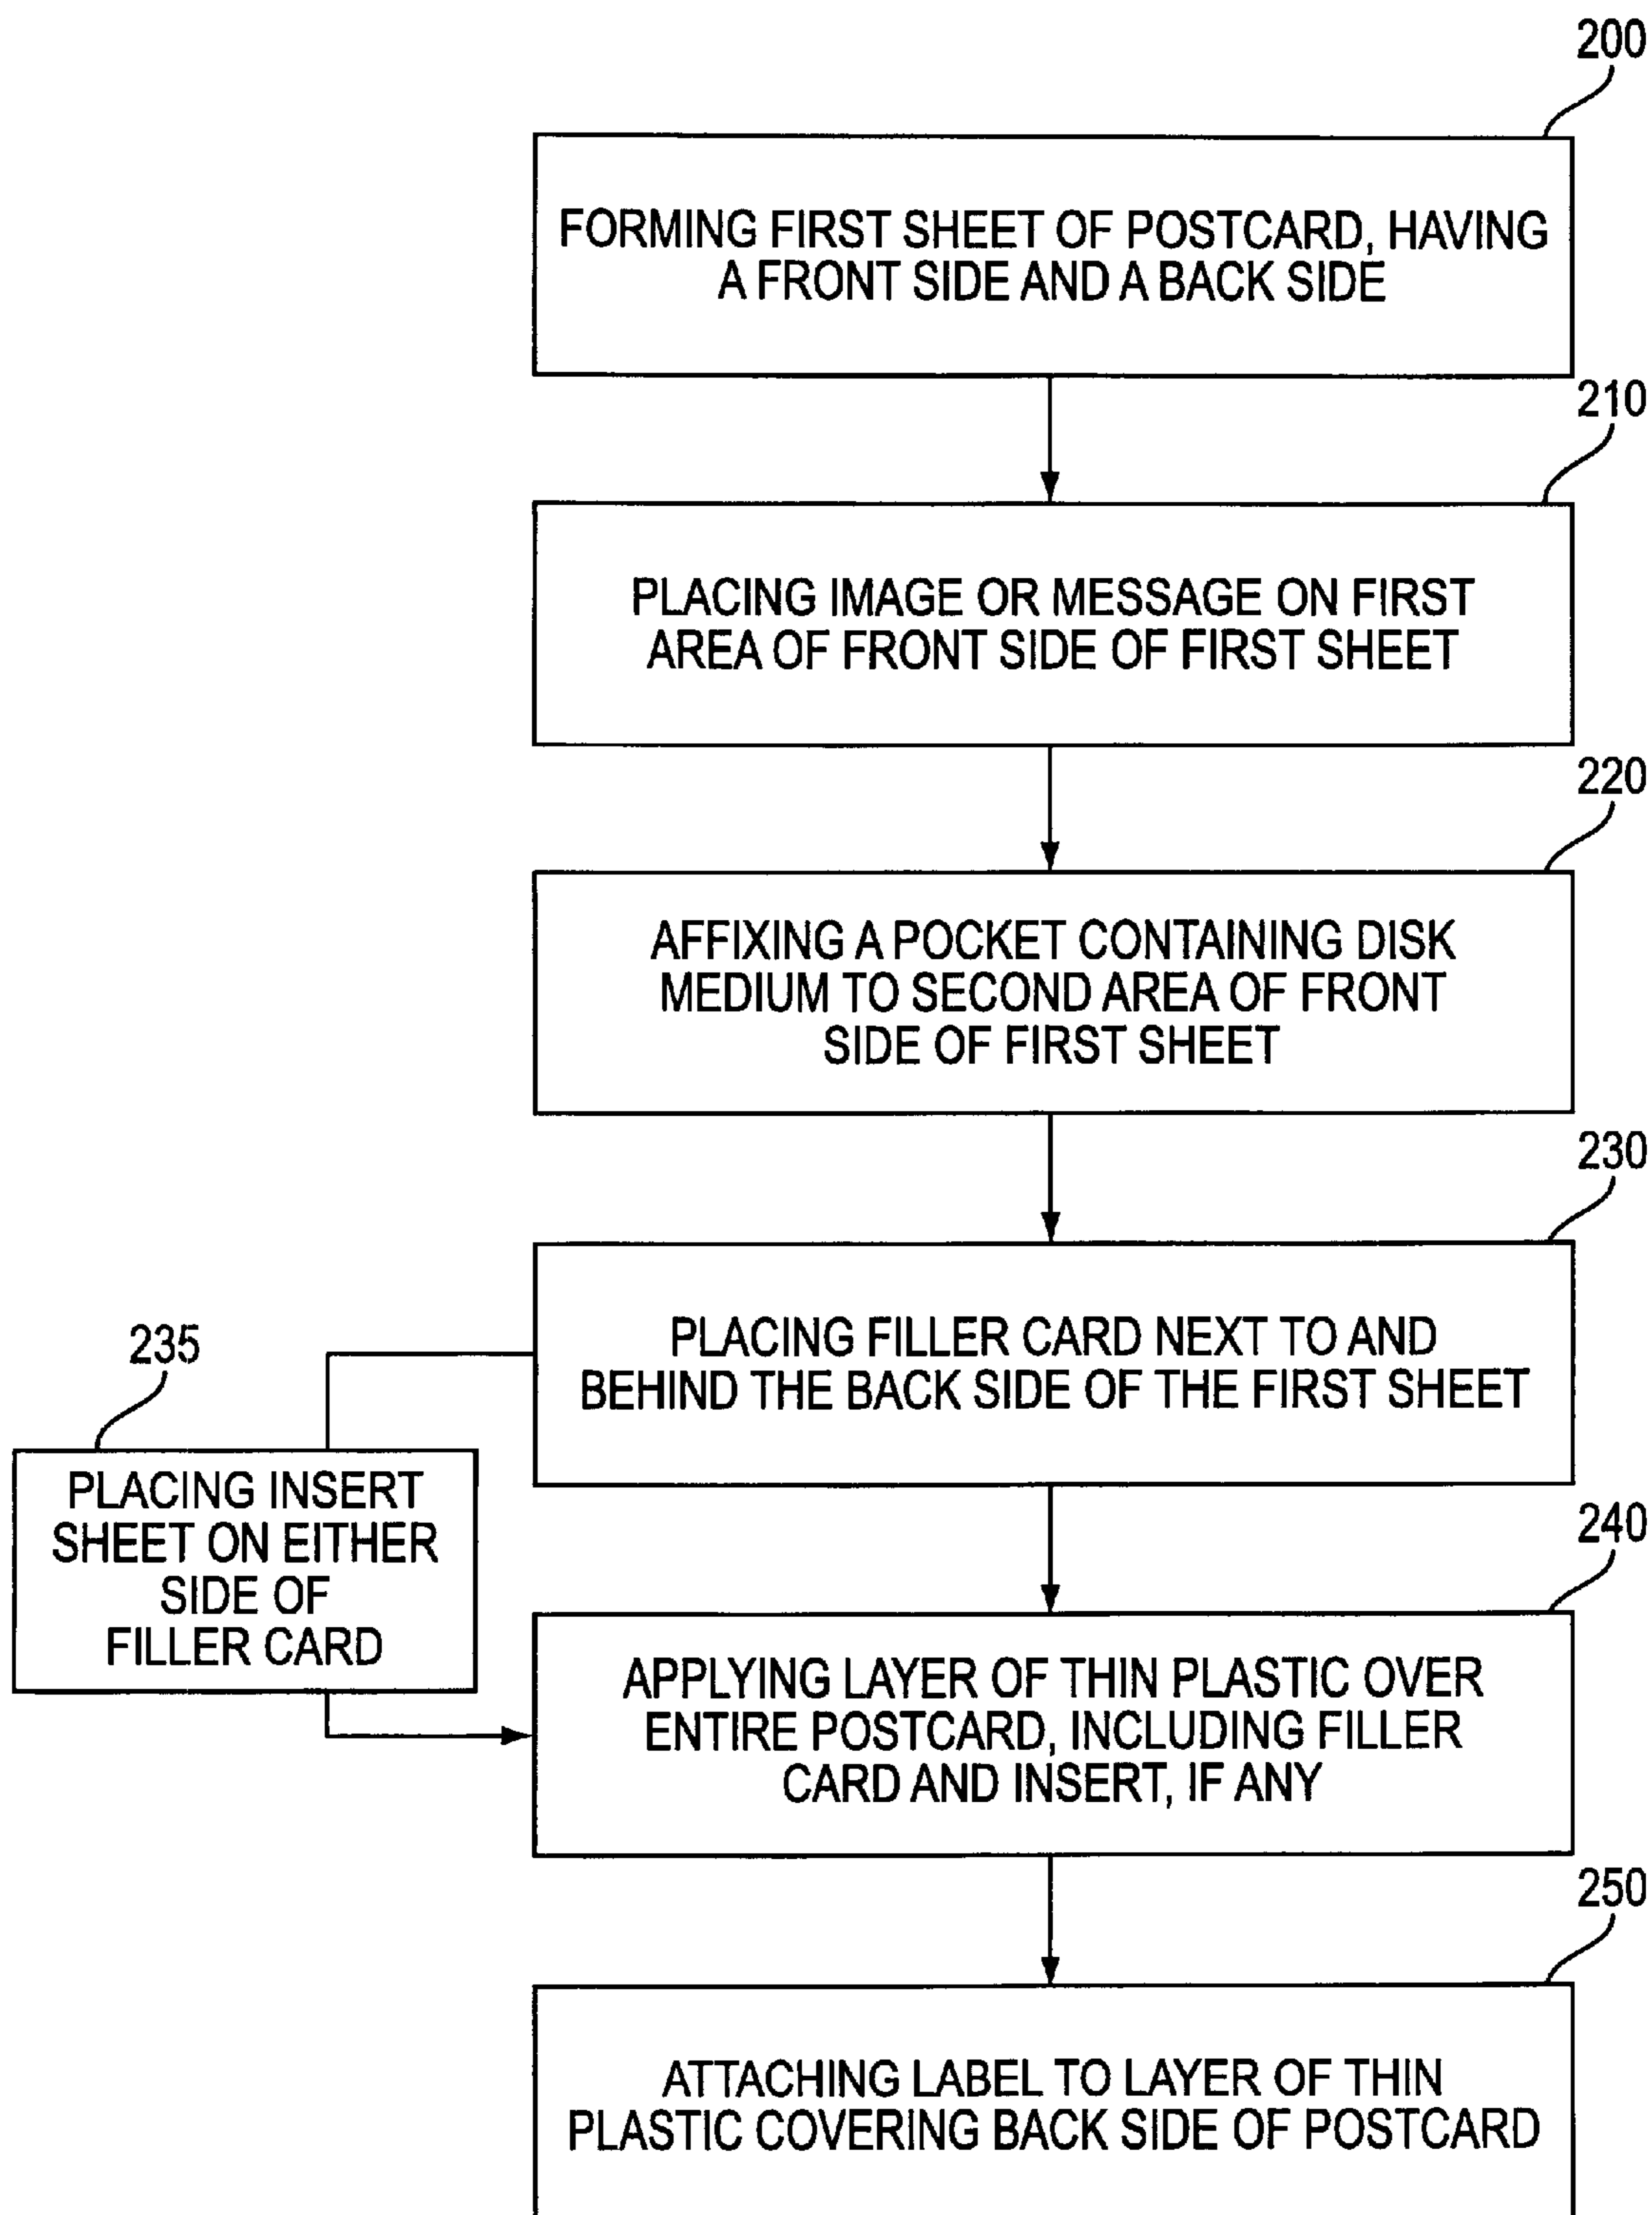 200
FORMING FIRST SHEET OF POSTCARD, HAVING
A FRONT SIDE AND A BACK SIDE
210
PLACING IMAGE OR MESSAGE ON FIRST
AREA OF FRONT SIDE OF FIRST SHEET
220
AFFIXING A POCKET CONTAINING DISK
MEDIUM TO SECOND AREA OF FRONT
SIDE OF FIRST SHEET
230
PLACING FILLER CARD NEXT TO AND
BEHIND THE BACK SIDE OF THE FIRST SHEET
235
PLACING INSERT
SHEET ON EITHER
SIDE OF
FILLER CARD
240
APPLYING LAYER OF THIN PLASTIC OVER
ENTIRE POSTCARD, INCLUDING FILLER
CARD AND INSERT, IF ANY
250
ATTACHING LABEL TO LAYER OF THIN
PLASTIC COVERING BACK SIDE OF POSTCARD